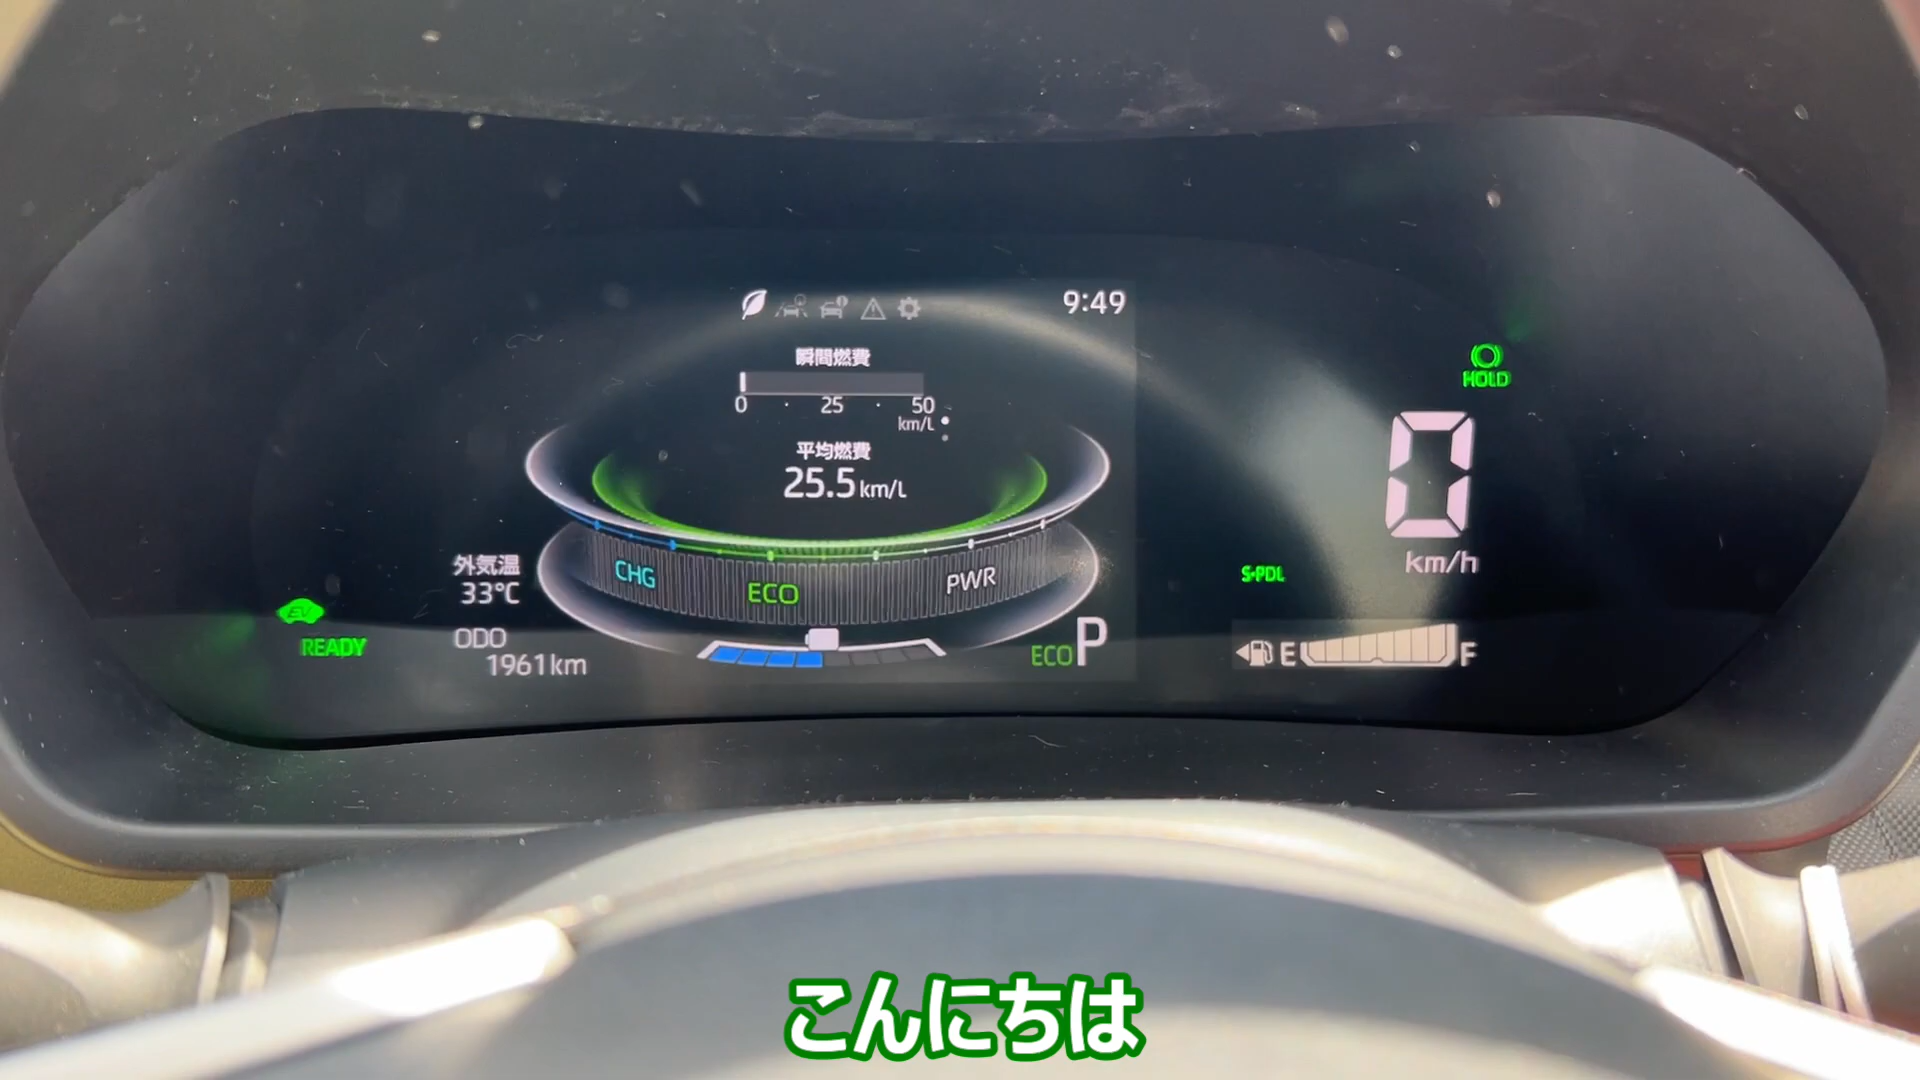 9:49
瞬間燃費
0 25 50
km/L
平均燃費
25.5 km/L
HOLD
0
km/h
S-PDL
外気温
33℃
CHG
ECO
PWR
EV
READY
ODO
1961km
ECO P
E F
こんにちは